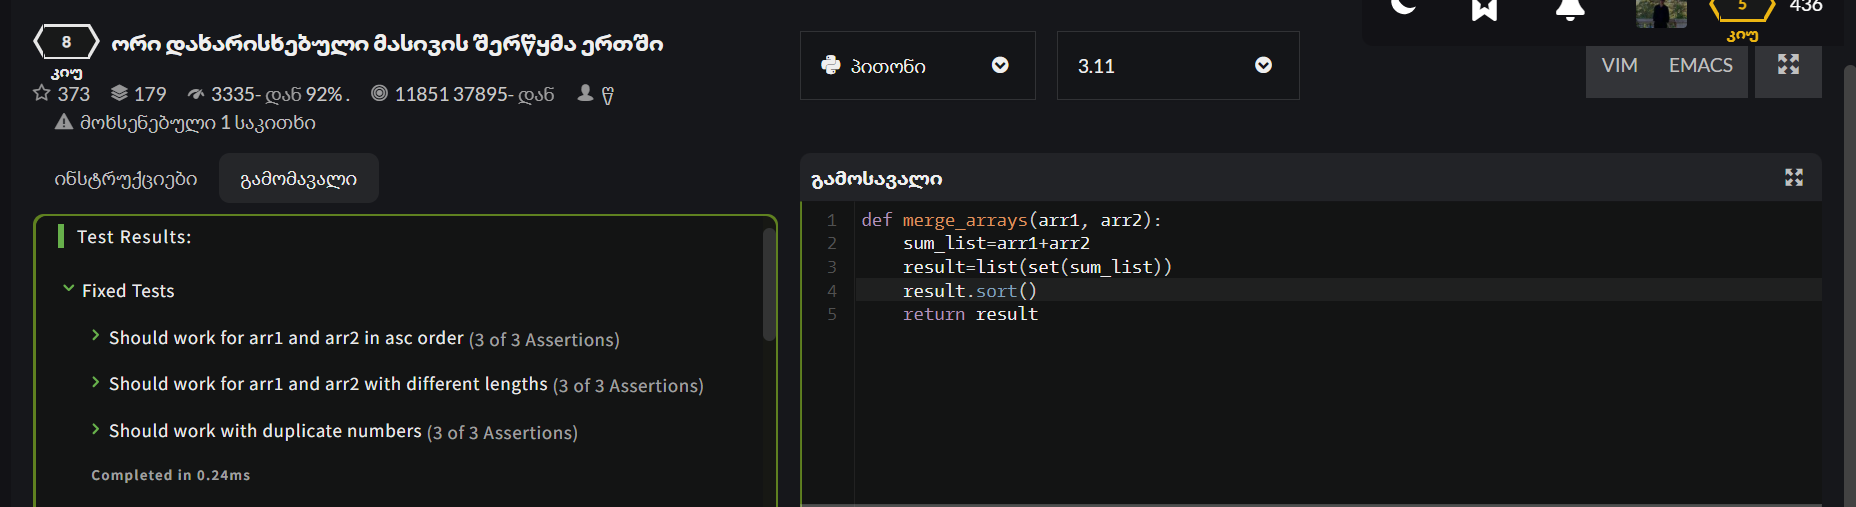 5
436
კიუ
8
ორი დახარისხებული მასივის შერწყმა ერთში
კიუ
373 179 3335- დან 92% . 11851 37895- დან წ
მოხსენებული 1 საკითხი
პითონი
3.11
VIM EMACS
ინსტრუქციები
გამომავალი
Test Results:
Fixed Tests
Should work for arr1 and arr2 in asc order (3 of 3 Assertions)
Should work for arr1 and arr2 with different lengths (3 of 3 Assertions)
Should work with duplicate numbers (3 of 3 Assertions)
Completed in 0.24ms
გამოსავალი
1 def merge_arrays(arr1, arr2):
2 sum_list=arr1+arr2
3 result=list(set(sum_list))
4 result.sort()
5 return result